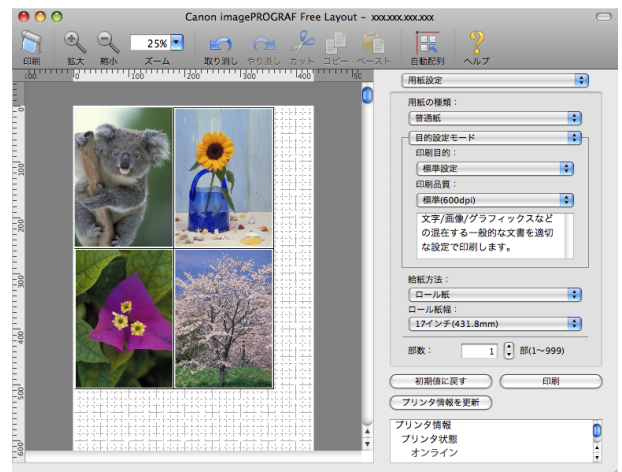 Canon imagePROGRAF Free Layout – xxx.xxx.xxx.xxx
25%
印刷 拡大 縮小 ズーム 取り消し やり直し カット コピー ペースト 自動配列 ヘルプ
100 0 100 200 300 400
0
100
200
300
400
500
600
用紙設定
用紙の種類：
普通紙
目的設定モード
印刷目的：
標準設定
印刷品質：
標準(600dpi)
文字/画像/グラフィックスなど
の混在する一般的な文書を適切
な設定で印刷します。
給紙方法：
ロール紙
ロール紙幅：
17インチ(431.8mm)
部数： 1 部(1〜999)
初期値に戻す 印刷
プリンタ情報を更新
プリンタ情報
プリンタ状態
オンライン